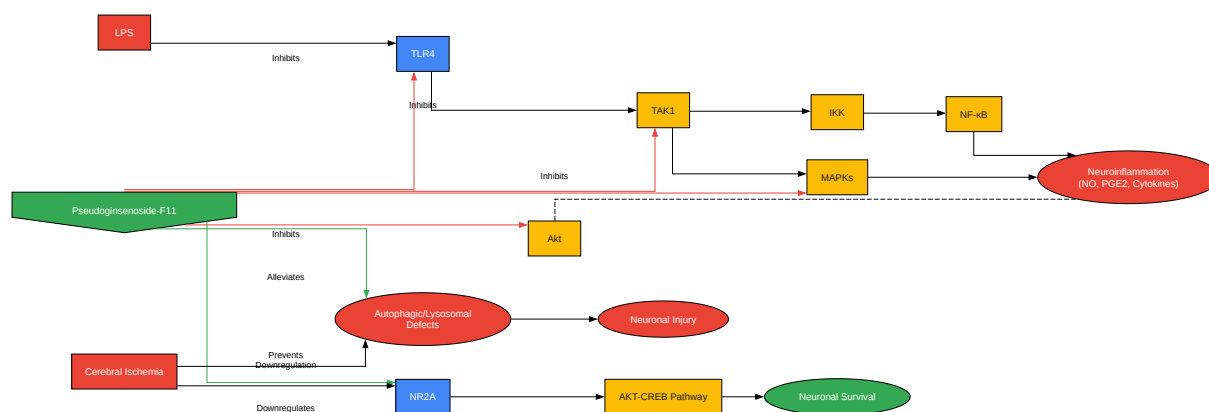 LPS
Inhibits
TLR4
Inhibits
TAK1
IKK
NF-κB
Inhibits
MAPKs
Neuroinflammation
(NO, PGE2, Cytokines)
Pseudoginsenoside-F11
Inhibits
Akt
Alleviates
Autophagic/Lysosomal
Defects
Neuronal Injury
Cerebral Ischemia
Prevents
Downregulation
Downregulates
NR2A
AKT-CREB Pathway
Neuronal Survival